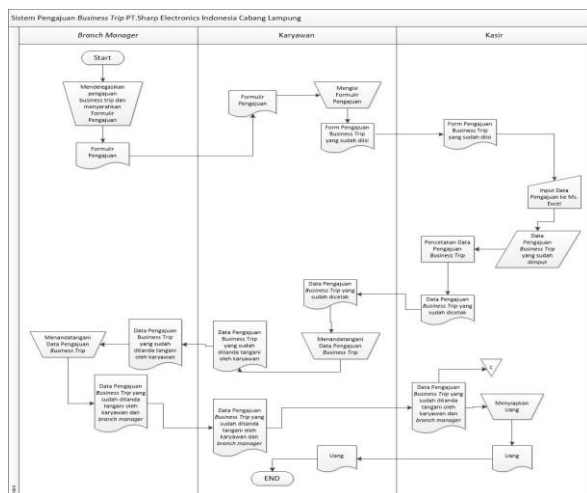 Sistem Pengajuan Business Trip PT.Sharp Electronics Indonesia Cabang Lampung
Branch Manager
Karyawan
Kasir
Start
Mendelegasikan
pengajuan
business trip dan
menyerahkan
Formulir
Pengajuan
Formulir
Pengajuan
Formulir
Pengajuan
Mengisi
Formulir
Pengajuan
Form Pengajuan
Business Trip
yang sudah diisi
Form Pengajuan
Business Trip
yang sudah diisi
Input Data
Pengajuan ke Ms.
Excel
Data
Pengajuan
Business Trip
yang sudah
diinput
Pencetakan Data
Pengajuan
Business Trip
Data Pengajuan
Business Trip yang
sudah dicetak
Data Pengajuan
Business Trip yang
sudah dicetak
Menandatangani
Data Pengajuan
Business Trip
Data Pengajuan
Business Trip
yang sudah
ditanda tangani
oleh karyawan
Data Pengajuan
Business Trip
yang sudah
ditanda tangani
oleh karyawan
Menandatangani
Data Pengajuan
Business Trip
Data Pengajuan
Business Trip yang
sudah ditanda
tangani oleh
karyawan dan
branch manager
Data Pengajuan
Business Trip yang
sudah ditanda
tangani oleh
karyawan dan
branch manager
Data Pengajuan
Business Trip yang
sudah ditanda
tangani oleh
karyawan dan
branch manager
c
Menyiapkan
Uang
Uang
Uang
END